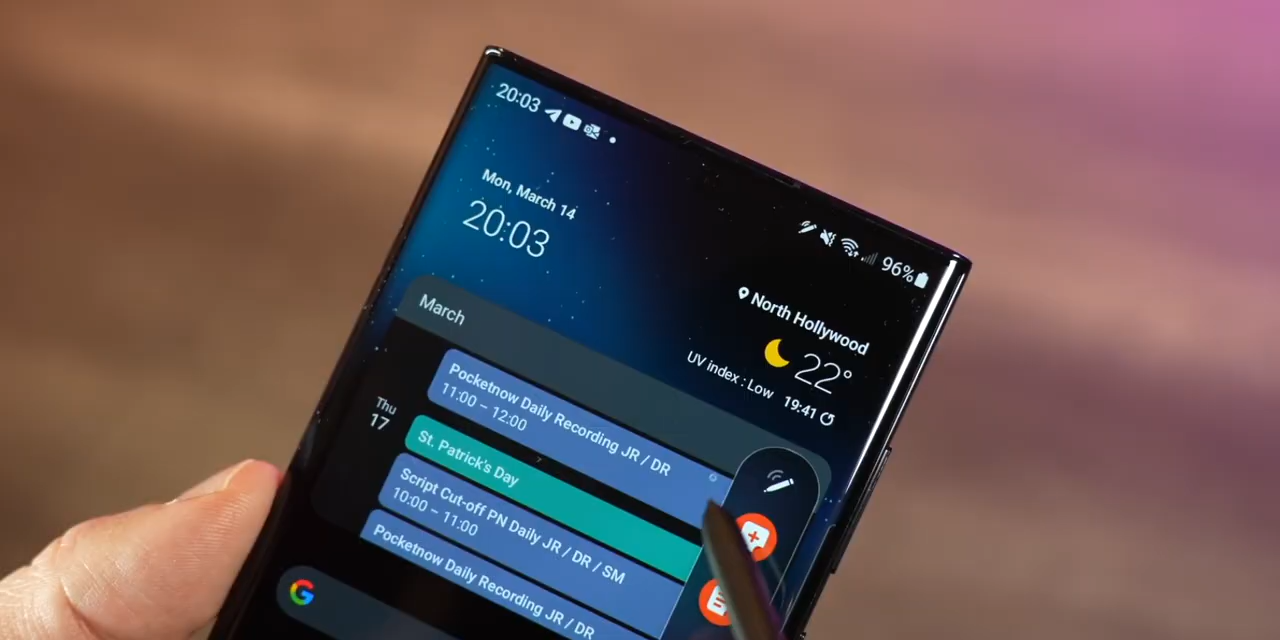 20:03
96%
Mon, March 14
20:03
North Hollywood
22°
UV index : Low
19:41
March
Pocketnow Daily Recording JR / DR
11:00 – 12:00
Thu
17
St. Patrick's Day
Script Cut-off PN Daily JR / DR / SM
10:00 – 11:00
Pocketnow Daily Recording JR / DR
G